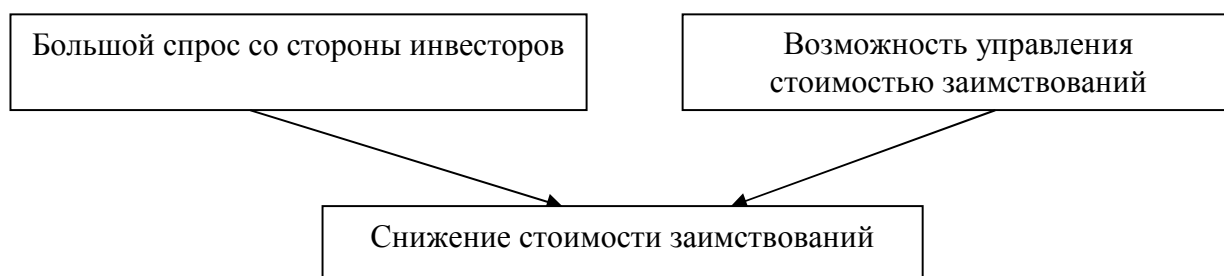 Большой спрос со стороны инвесторов
Возможность управления
стоимостью заимствований
Снижение стоимости заимствований